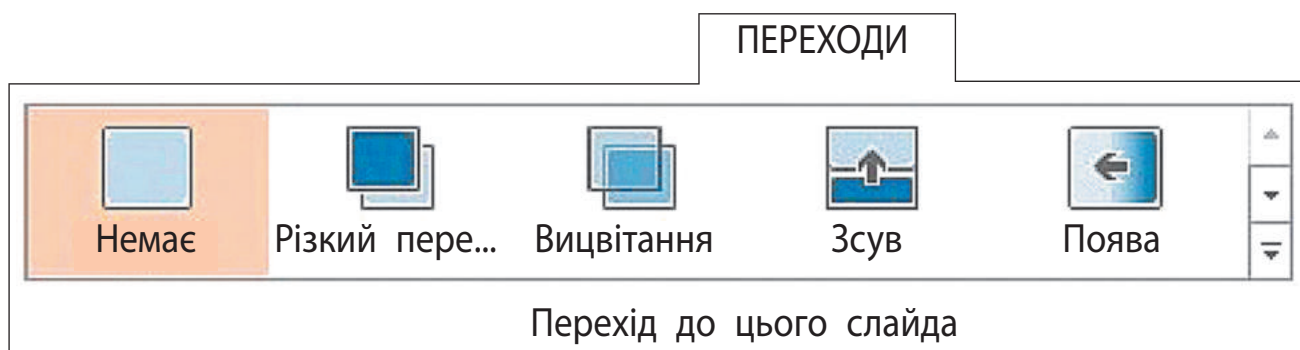 ПЕРЕХОДИ
Немає Різкий пере... Вицвітання Зсув Поява
Перехід до цього слайда